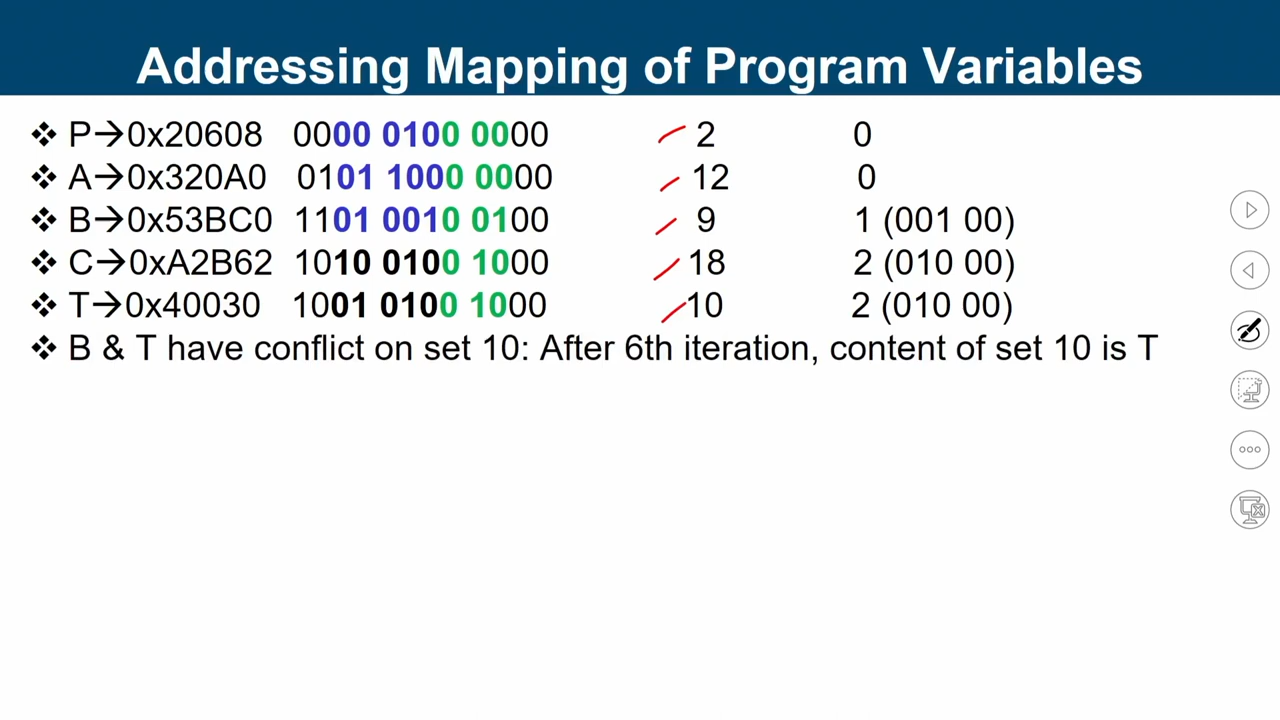 Addressing Mapping of Program Variables
❖ P→0x20608 0000 0100 0000 2 0
❖ A→0x320A0 0101 1000 0000 12 0
❖ B→0x53BC0 1101 0010 0100 9 1 (001 00)
❖ C→0xA2B62 1010 0100 1000 18 2 (010 00)
❖ T→0x40030 1001 0100 1000 10 2 (010 00)
❖ B & T have conflict on set 10: After 6th iteration, content of set 10 is T